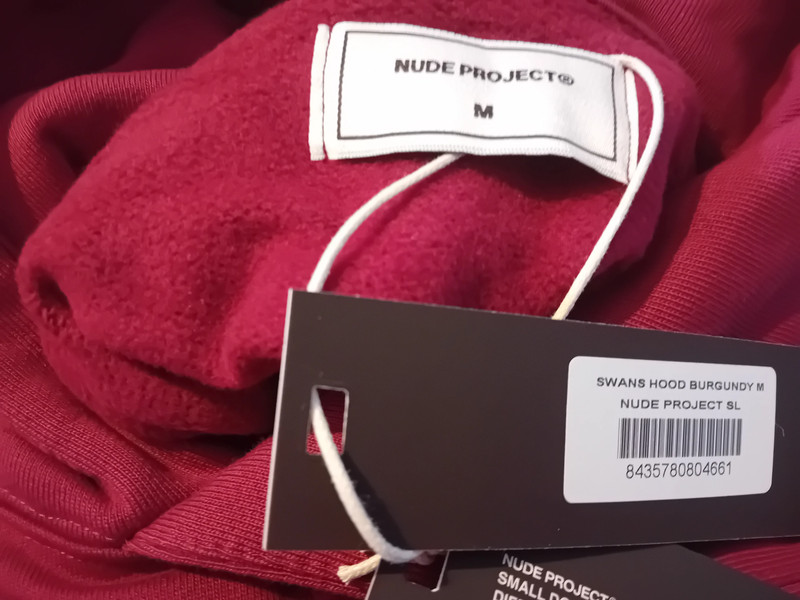 NUDE PROJECT®
M
SWANS HOOD BURGUNDY M
NUDE PROJECT SL
8435780804661
NUDE PROJECT®
SMALL